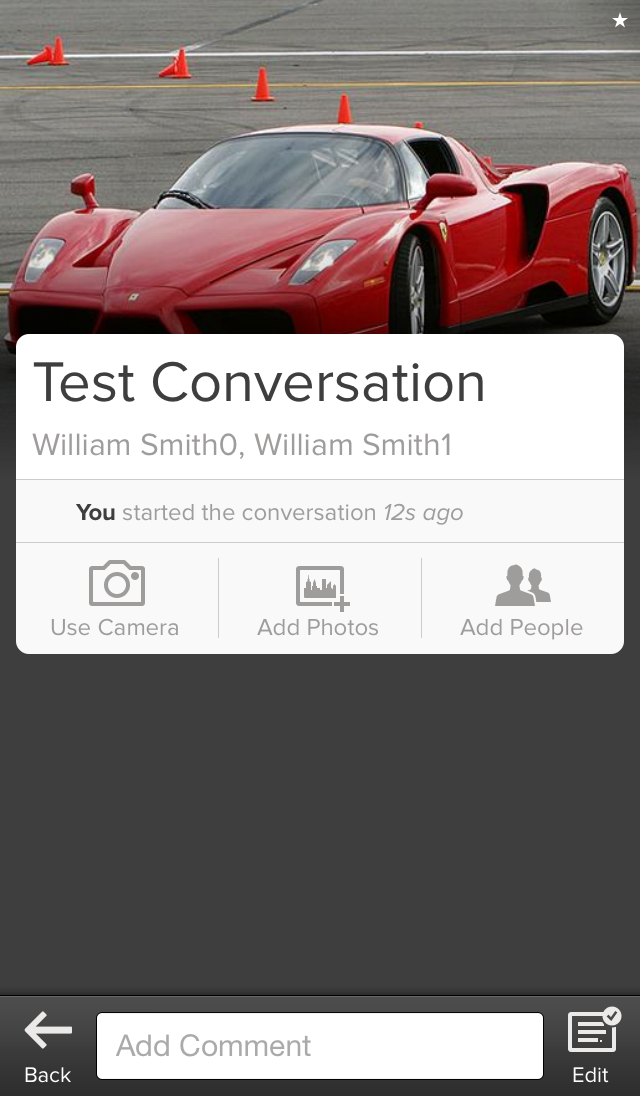 Test Conversation
William Smith0, William Smith1
You started the conversation 12s ago
Use Camera
Add Photos
Add People
Add Comment
Back
Edit